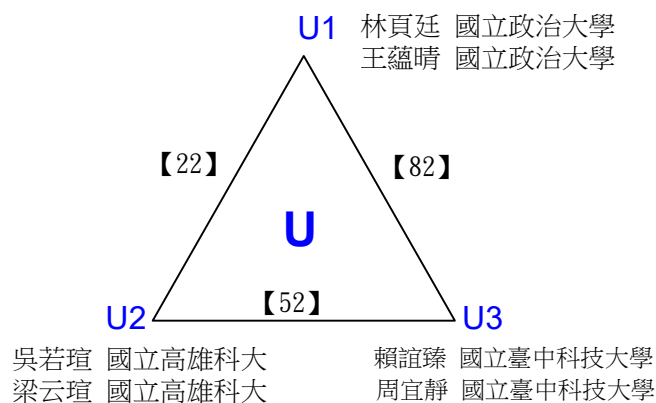 U1 林頁廷 國立政治大學
王蘊晴 國立政治大學
【22】 【82】
U
【52】
U2 U3
吳若瑄 國立高雄科大 賴誼臻 國立臺中科技大學
梁云瑄 國立高雄科大 周宜靜 國立臺中科技大學